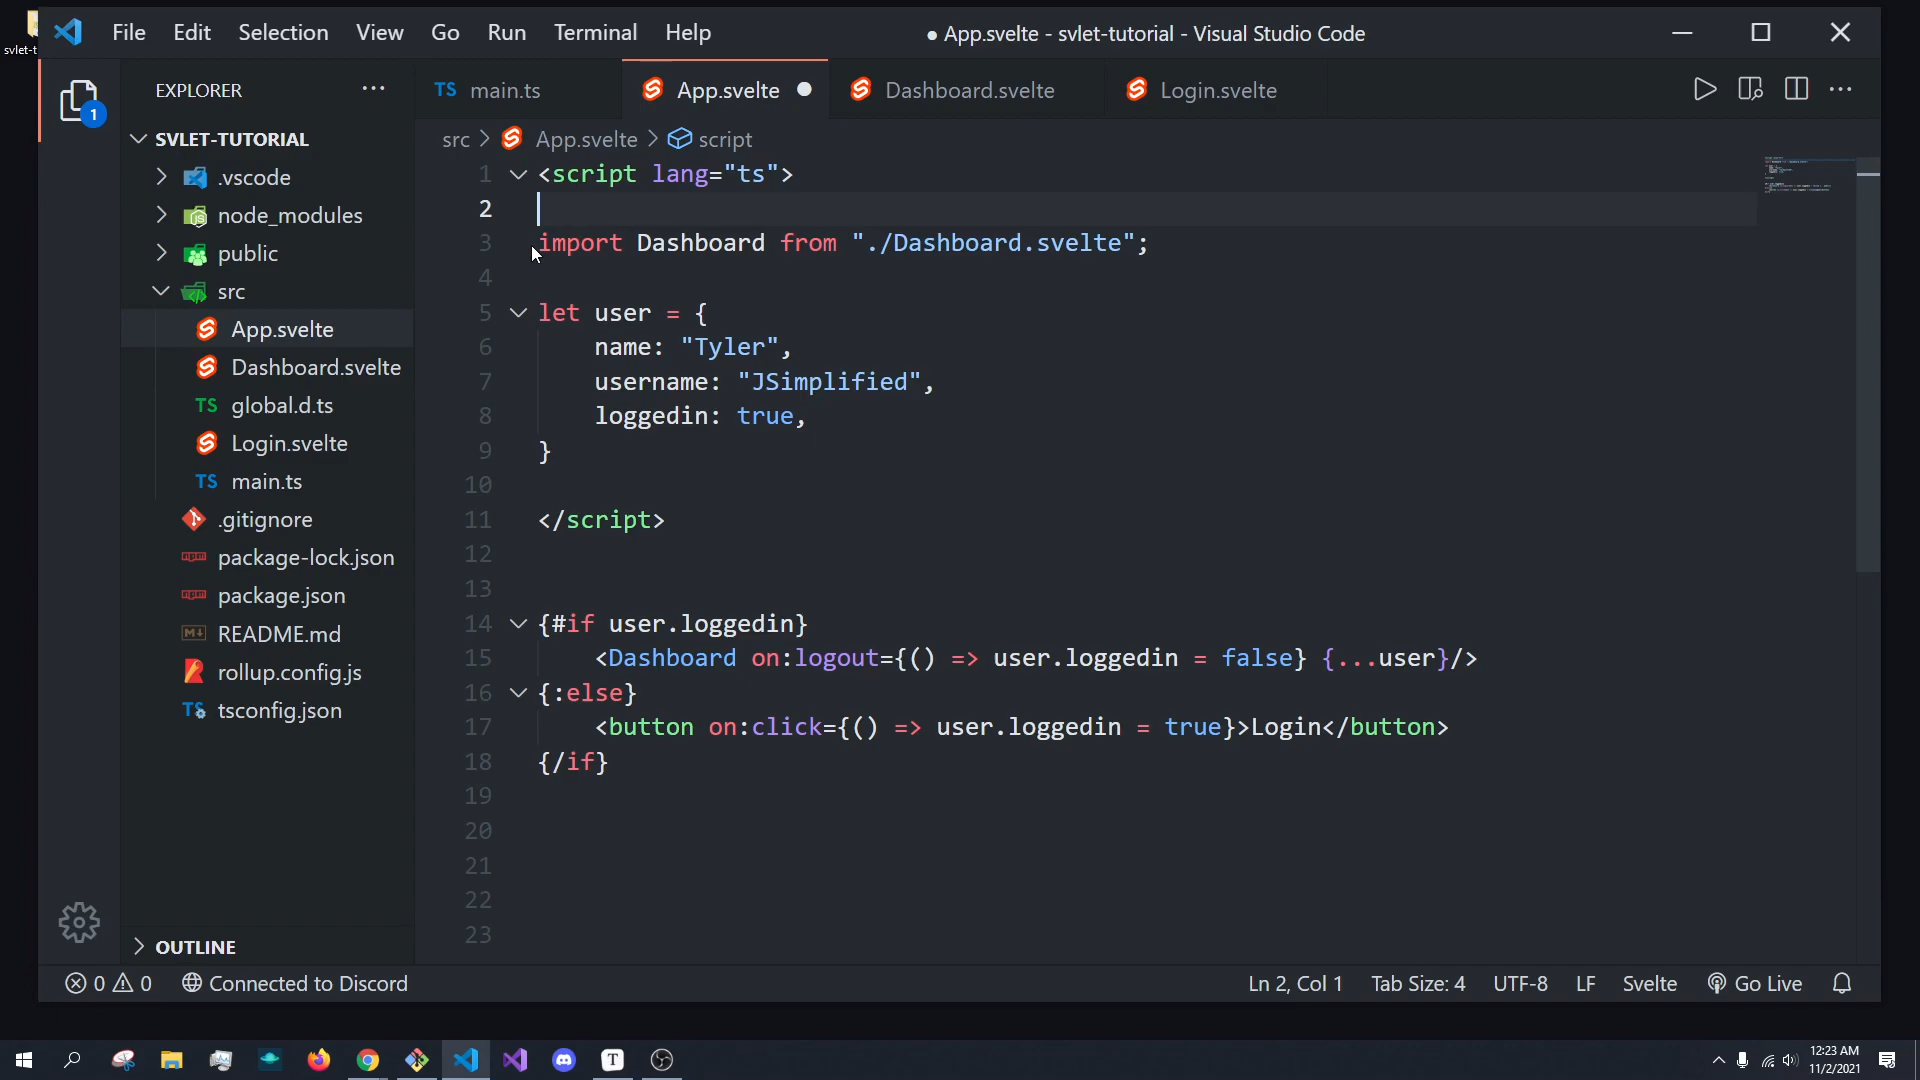 svlet-t
File Edit Selection View Go Run Terminal Help
● App.svelte - svlet-tutorial - Visual Studio Code
1
EXPLORER ···
SVLET-TUTORIAL
.vscode
node_modules
public
src
App.svelte
Dashboard.svelte
TS global.d.ts
Login.svelte
TS main.ts
.gitignore
package-lock.json
package.json
README.md
rollup.config.js
TS tsconfig.json
OUTLINE
TS main.ts App.svelte ● Dashboard.svelte Login.svelte
src > App.svelte > script
1 <script lang="ts">
2
3 import Dashboard from "./Dashboard.svelte";
4
5 let user = {
6 name: "Tyler",
7 username: "JSimplified",
8 loggedin: true,
9 }
10
11 </script>
12
13
14 {#if user.loggedin}
15 <Dashboard on:logout={() => user.loggedin = false} {...user}/>
16 {:else}
17 <button on:click={() => user.loggedin = true}>Login</button>
18 {/if}
19
20
21
22
23
0 0 Connected to Discord Ln 2, Col 1 Tab Size: 4 UTF-8 LF Svelte Go Live
T
12:23 AM
11/2/2021